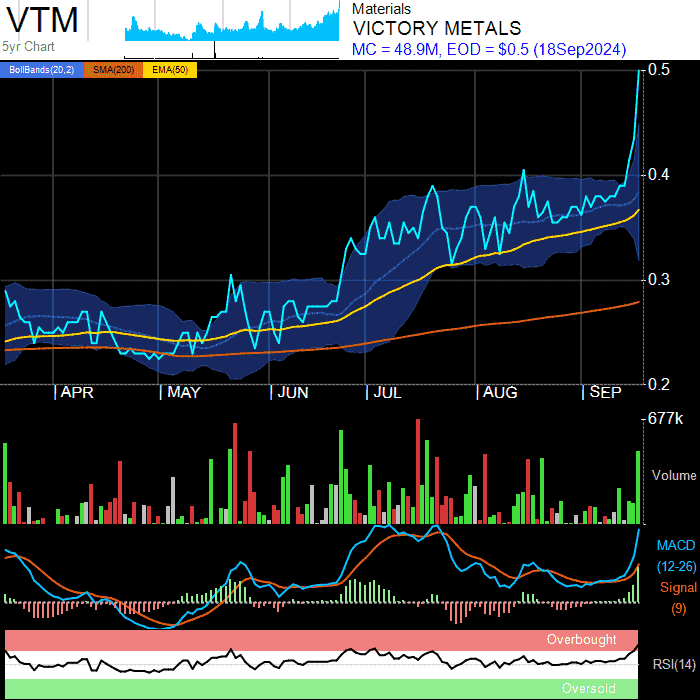 VTM
5yr Chart
Materials
VICTORY METALS
MC = 48.9M, EOD = $0.5 (18Sep2024)
BollBands(20,2) SMA(200) EMA(50)
0.5
0.4
0.3
0.2
APR MAY JUN JUL AUG SEP
677k
Volume
MACD
(12-26)
Signal
(9)
Overbought
RSI(14)
Oversold